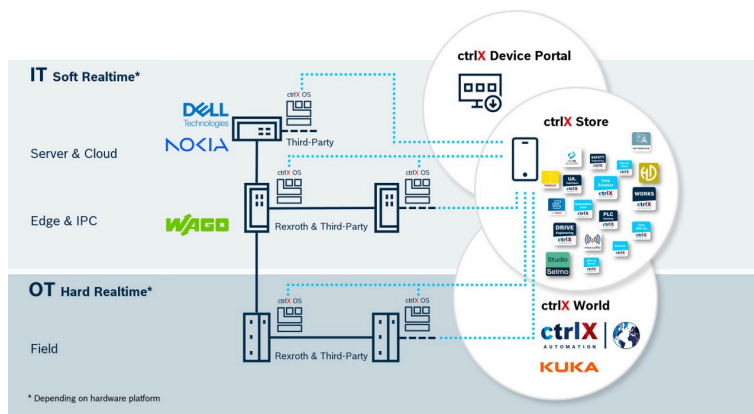 ctrlX Device Portal
IT Soft Realtime*
ctrlX OS
DELL
Technologies
NOKIA
Third-Party
Server & Cloud
ctrlX Store
ctrlX OS
ctrlX OS
Edge & IPC
WAGO
Rexroth & Third-Party
SAFETY
UA.
WORKS
ctrlX
PLC
ctrlX
DRIVE
Engineering
ctrlX
Studio
Selmo
OT Hard Realtime*
ctrlX OS
ctrlX OS
Field
Rexroth & Third-Party
ctrlX World
ctrlX
AUTOMATION
KUKA
* Depending on hardware platform